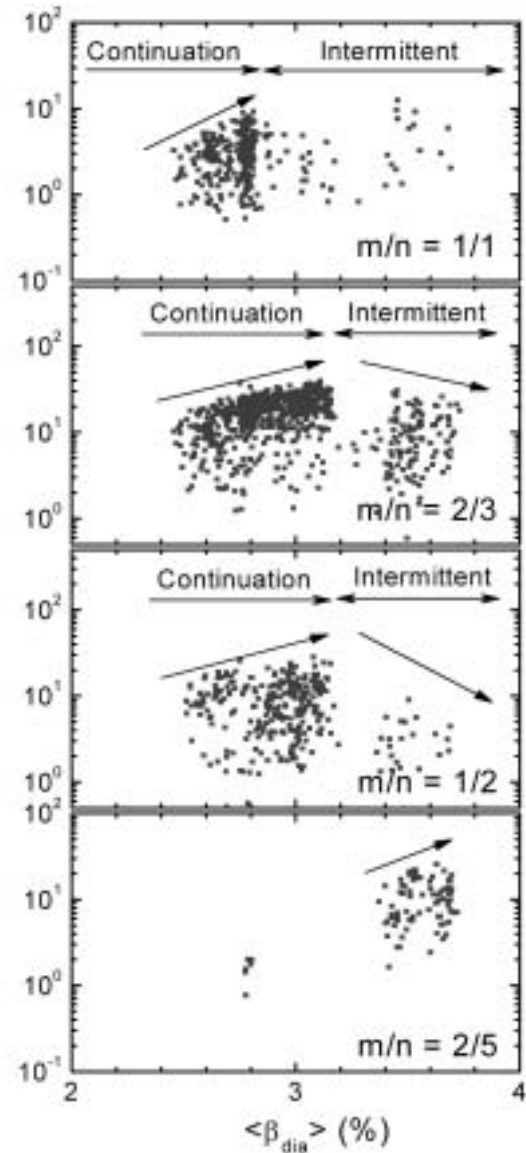 10²
Continuation Intermittent
10¹
10⁰
m/n = 1/1
10⁻¹
Continuation Intermittent
10²
10¹
10⁰
m/n = 2/3
Continuation Intermittent
10²
10¹
10⁰
m/n = 1/2
10²
10¹
10⁰
m/n = 2/5
10⁻¹
2 3 4
<β_dia> (%)